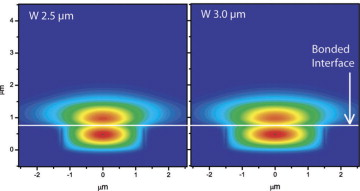 W 2.5 μm
W 3.0 μm
Bonded
Interface
4
3
2
1
0
μm
-2
-1
0
1
2
-2
-1
0
1
2
μm
μm